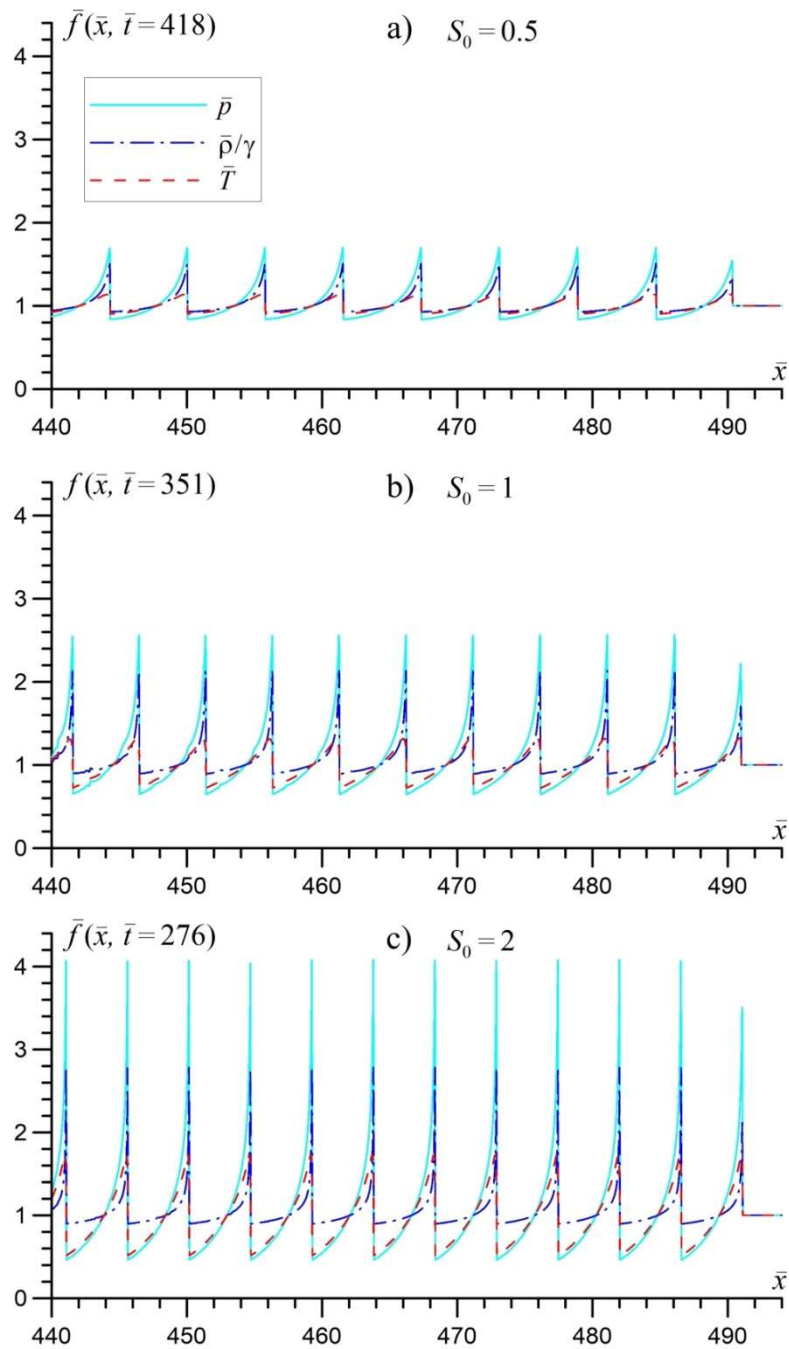 f̄(x̄, t̄ = 418) a) S₀ = 0.5
4
p̄
ρ̄/γ
T̄
3
2
1
x̄
0
440 450 460 470 480 490
f(x̄, t̄ = 351) b) S₀ = 1
4
3
2
1
x̄
0
440 450 460 470 480 490
f̄(x̄, t̄ = 276) c) S₀ = 2
4
3
2
1
x̄
0
440 450 460 470 480 490